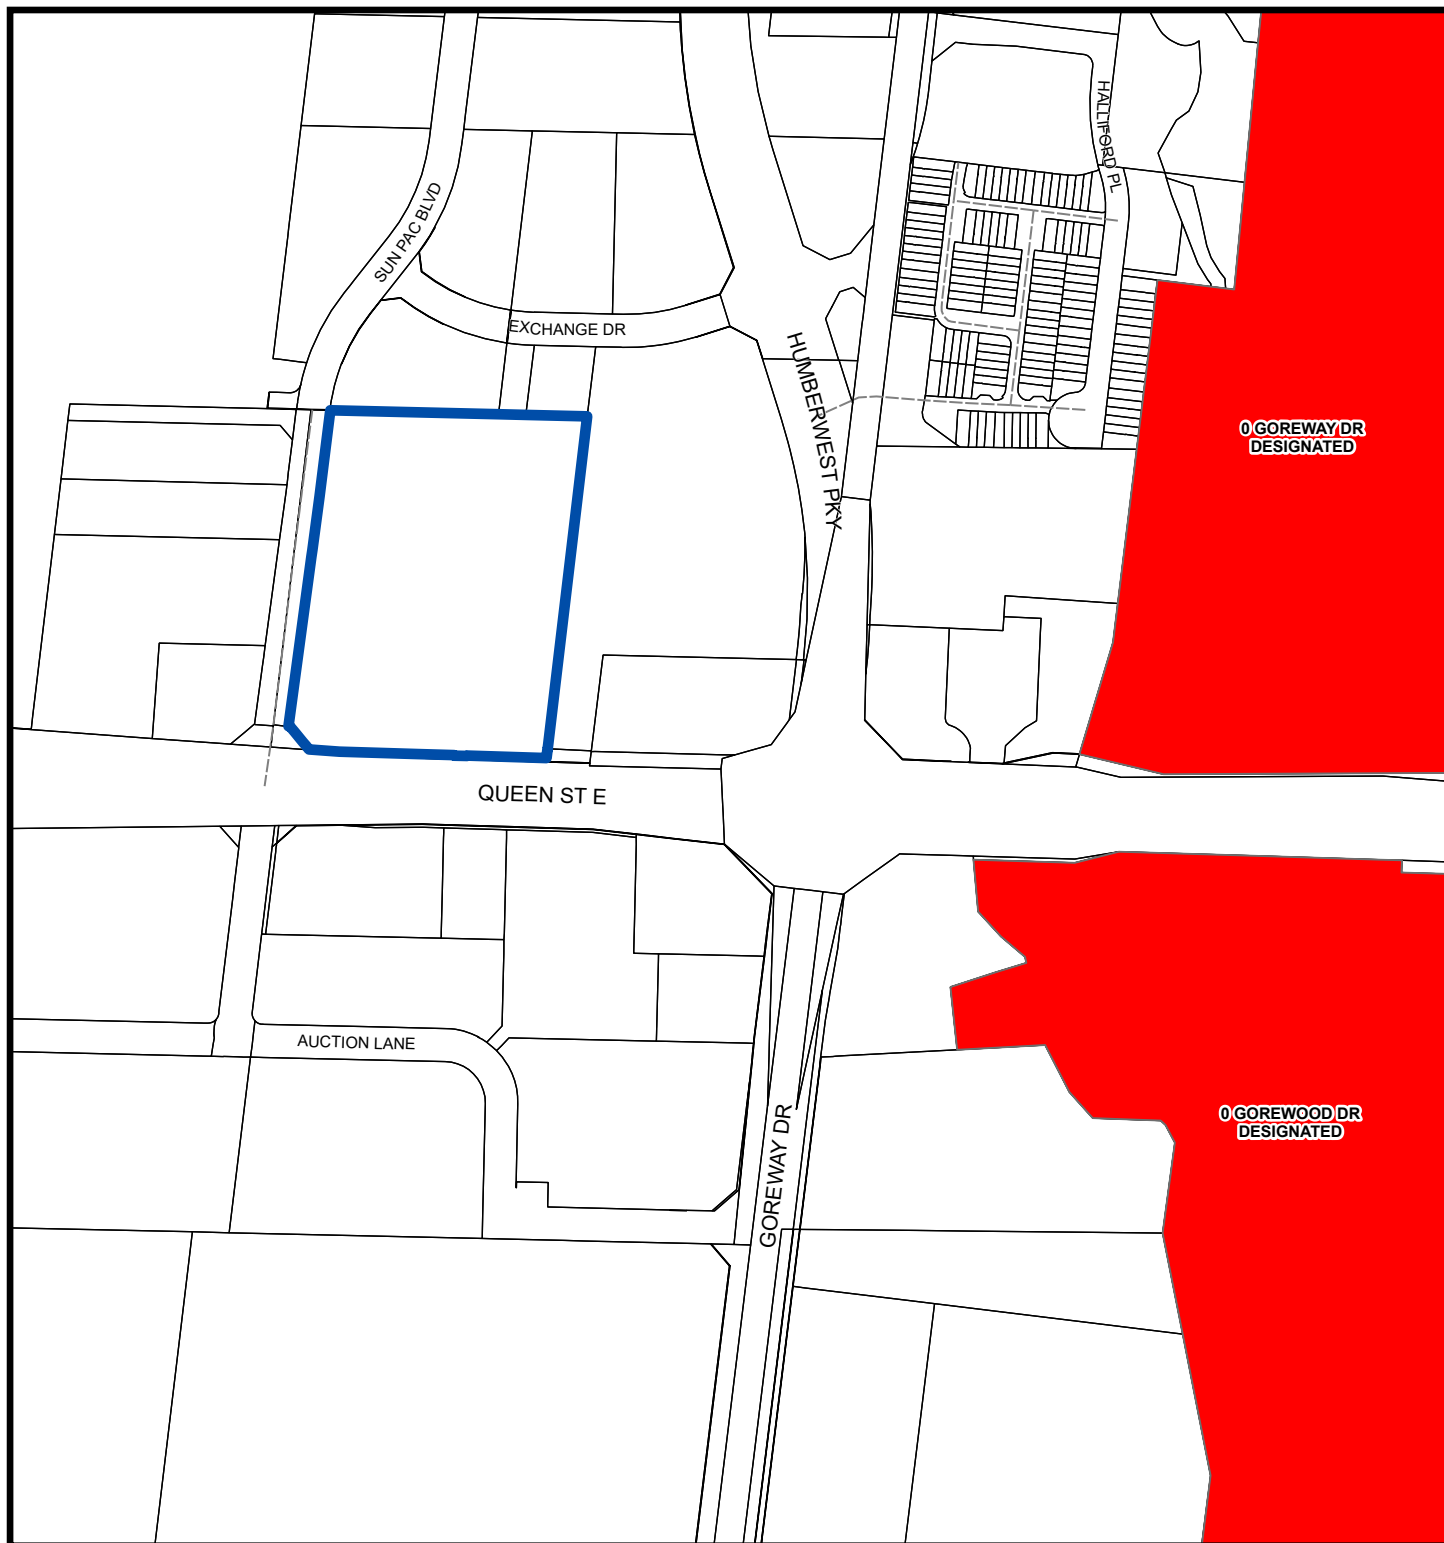 HALLIFORD PL
SUN PAC BLVD
EXCHANGE DR
HUMBERWEST PKY
0 GOREWAY DR
DESIGNATED
QUEEN ST E
AUCTION LANE
GOREWAY DR
0 GOREWOOD DR
DESIGNATED